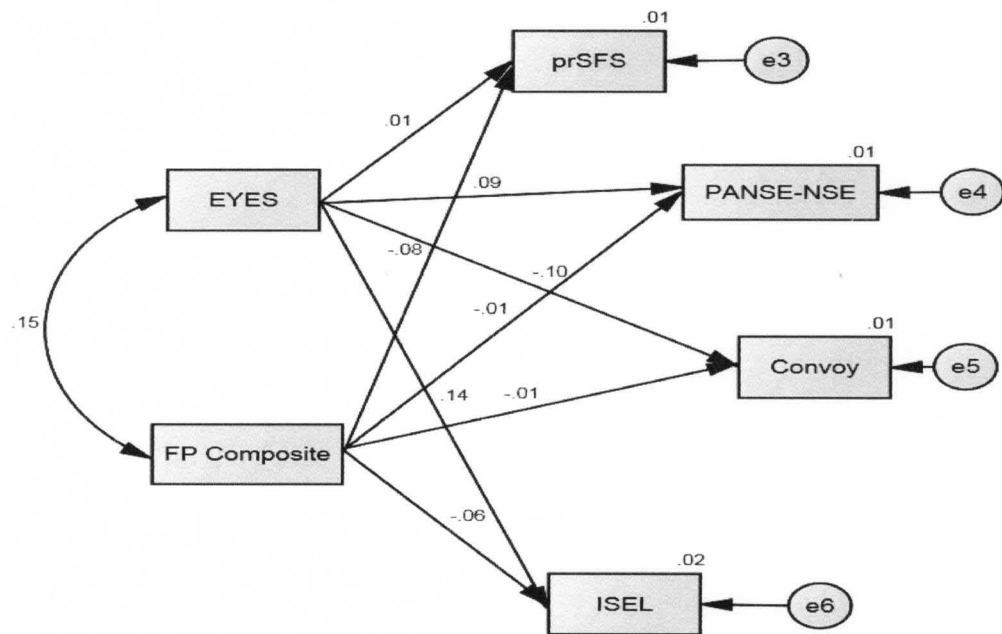 .01
prSFS
e3
.01
.01
EYES
.09
PANSE-NSE
e4
-.08
-.10
-.01
.15
.01
Convoy
e5
.14
-.01
FP Composite
-.06
.02
ISEL
e6